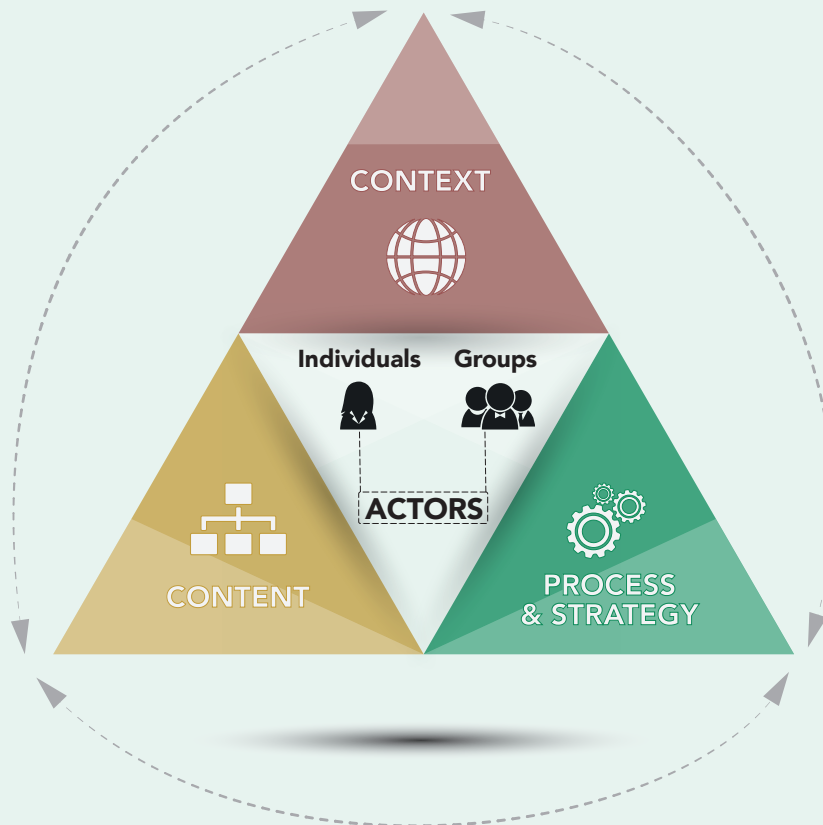 CONTEXT
Individuals Groups
ACTORS
CONTENT
PROCESS
& STRATEGY